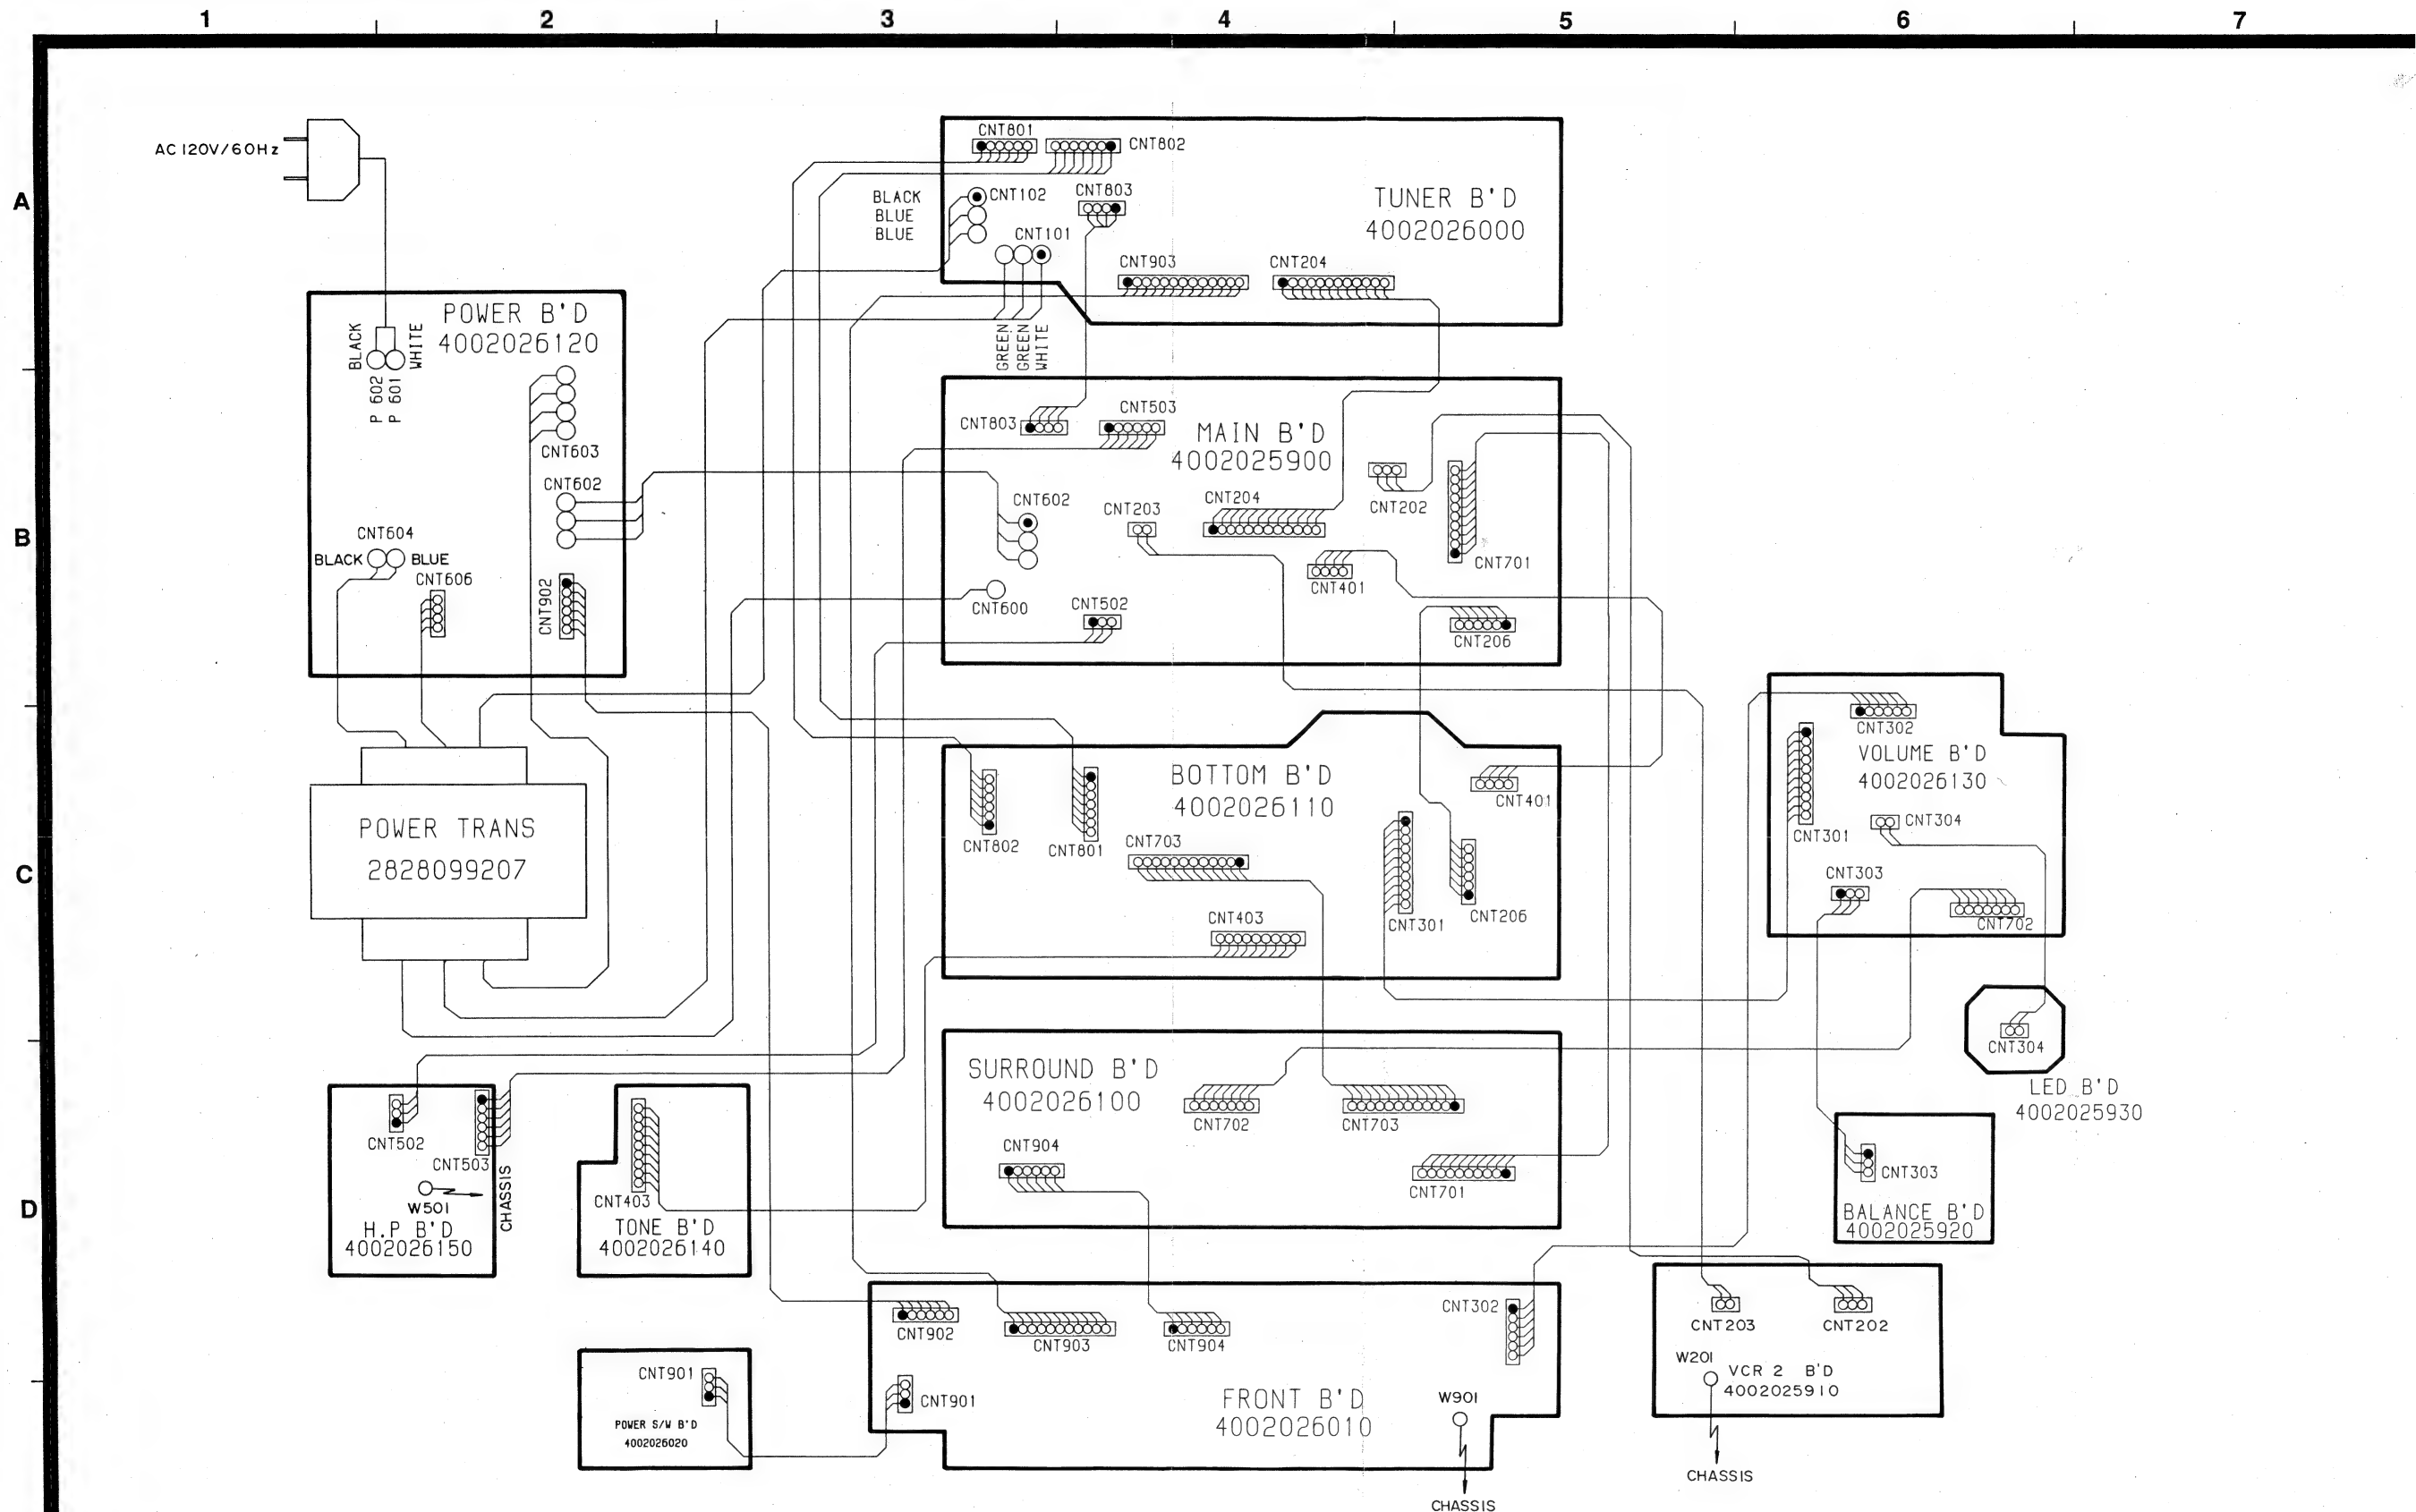 1 2 3 4 5 6 7
A
B
C
D
AC 120V/60Hz
CNT801
CNT802
BLACK
BLUE
BLUE
CNT102
CNT803
CNT101
TUNER B'D
4002026000
CNT903
CNT204
GREEN
GREEN
WHITE
POWER B'D
4002026120
BLACK
WHITE
P 602
P 601
CNT603
CNT602
CNT604
BLACK
BLUE
CNT606
CNT902
CNT803
CNT503
MAIN B'D
4002025900
CNT602
CNT203
CNT204
CNT202
CNT701
CNT401
CNT600
CNT502
CNT206
POWER TRANS
2828099207
BOTTOM B'D
4002026110
CNT401
CNT802
CNT801
CNT703
CNT403
CNT301
CNT206
CNT302
VOLUME B'D
4002026130
CNT301
CNT304
CNT303
CNT702
CNT304
LED B'D
4002025930
SURROUND B'D
4002026100
CNT702
CNT703
CNT904
CNT701
CNT502
CNT503
W501
CHASSIS
H.P B'D
4002026150
CNT403
TONE B'D
4002026140
CNT303
BALANCE B'D
4002025920
CNT902
CNT903
CNT904
CNT302
CNT901
FRONT B'D
4002026010
W901
CHASSIS
CNT901
POWER S/W B'D
4002026020
CNT203
CNT202
W201
VCR 2 B'D
4002025910
CHASSIS